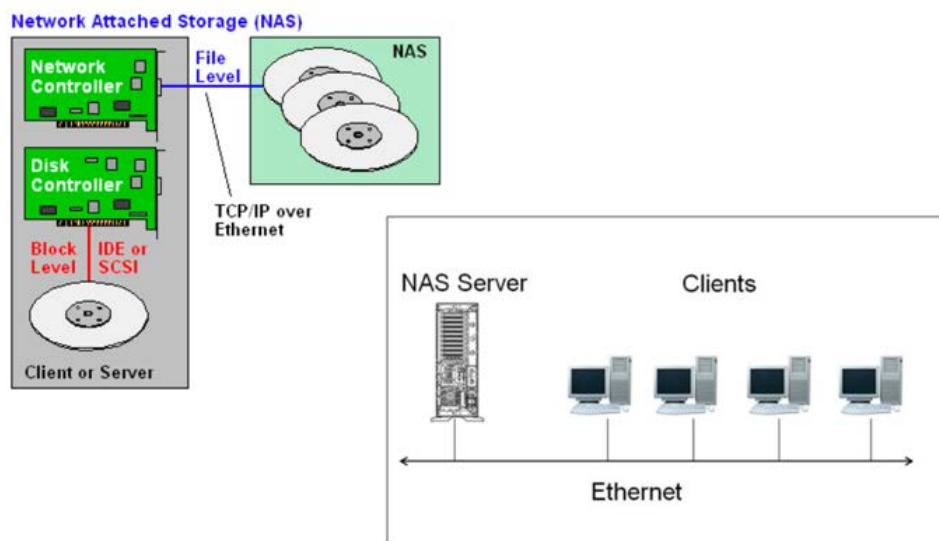 Network Attached Storage (NAS)
Network
Controller
File
Level
NAS
Disk
Controller
TCP/IP over
Ethernet
Block
Level
IDE or
SCSI
Client or Server
NAS Server
Clients
Ethernet